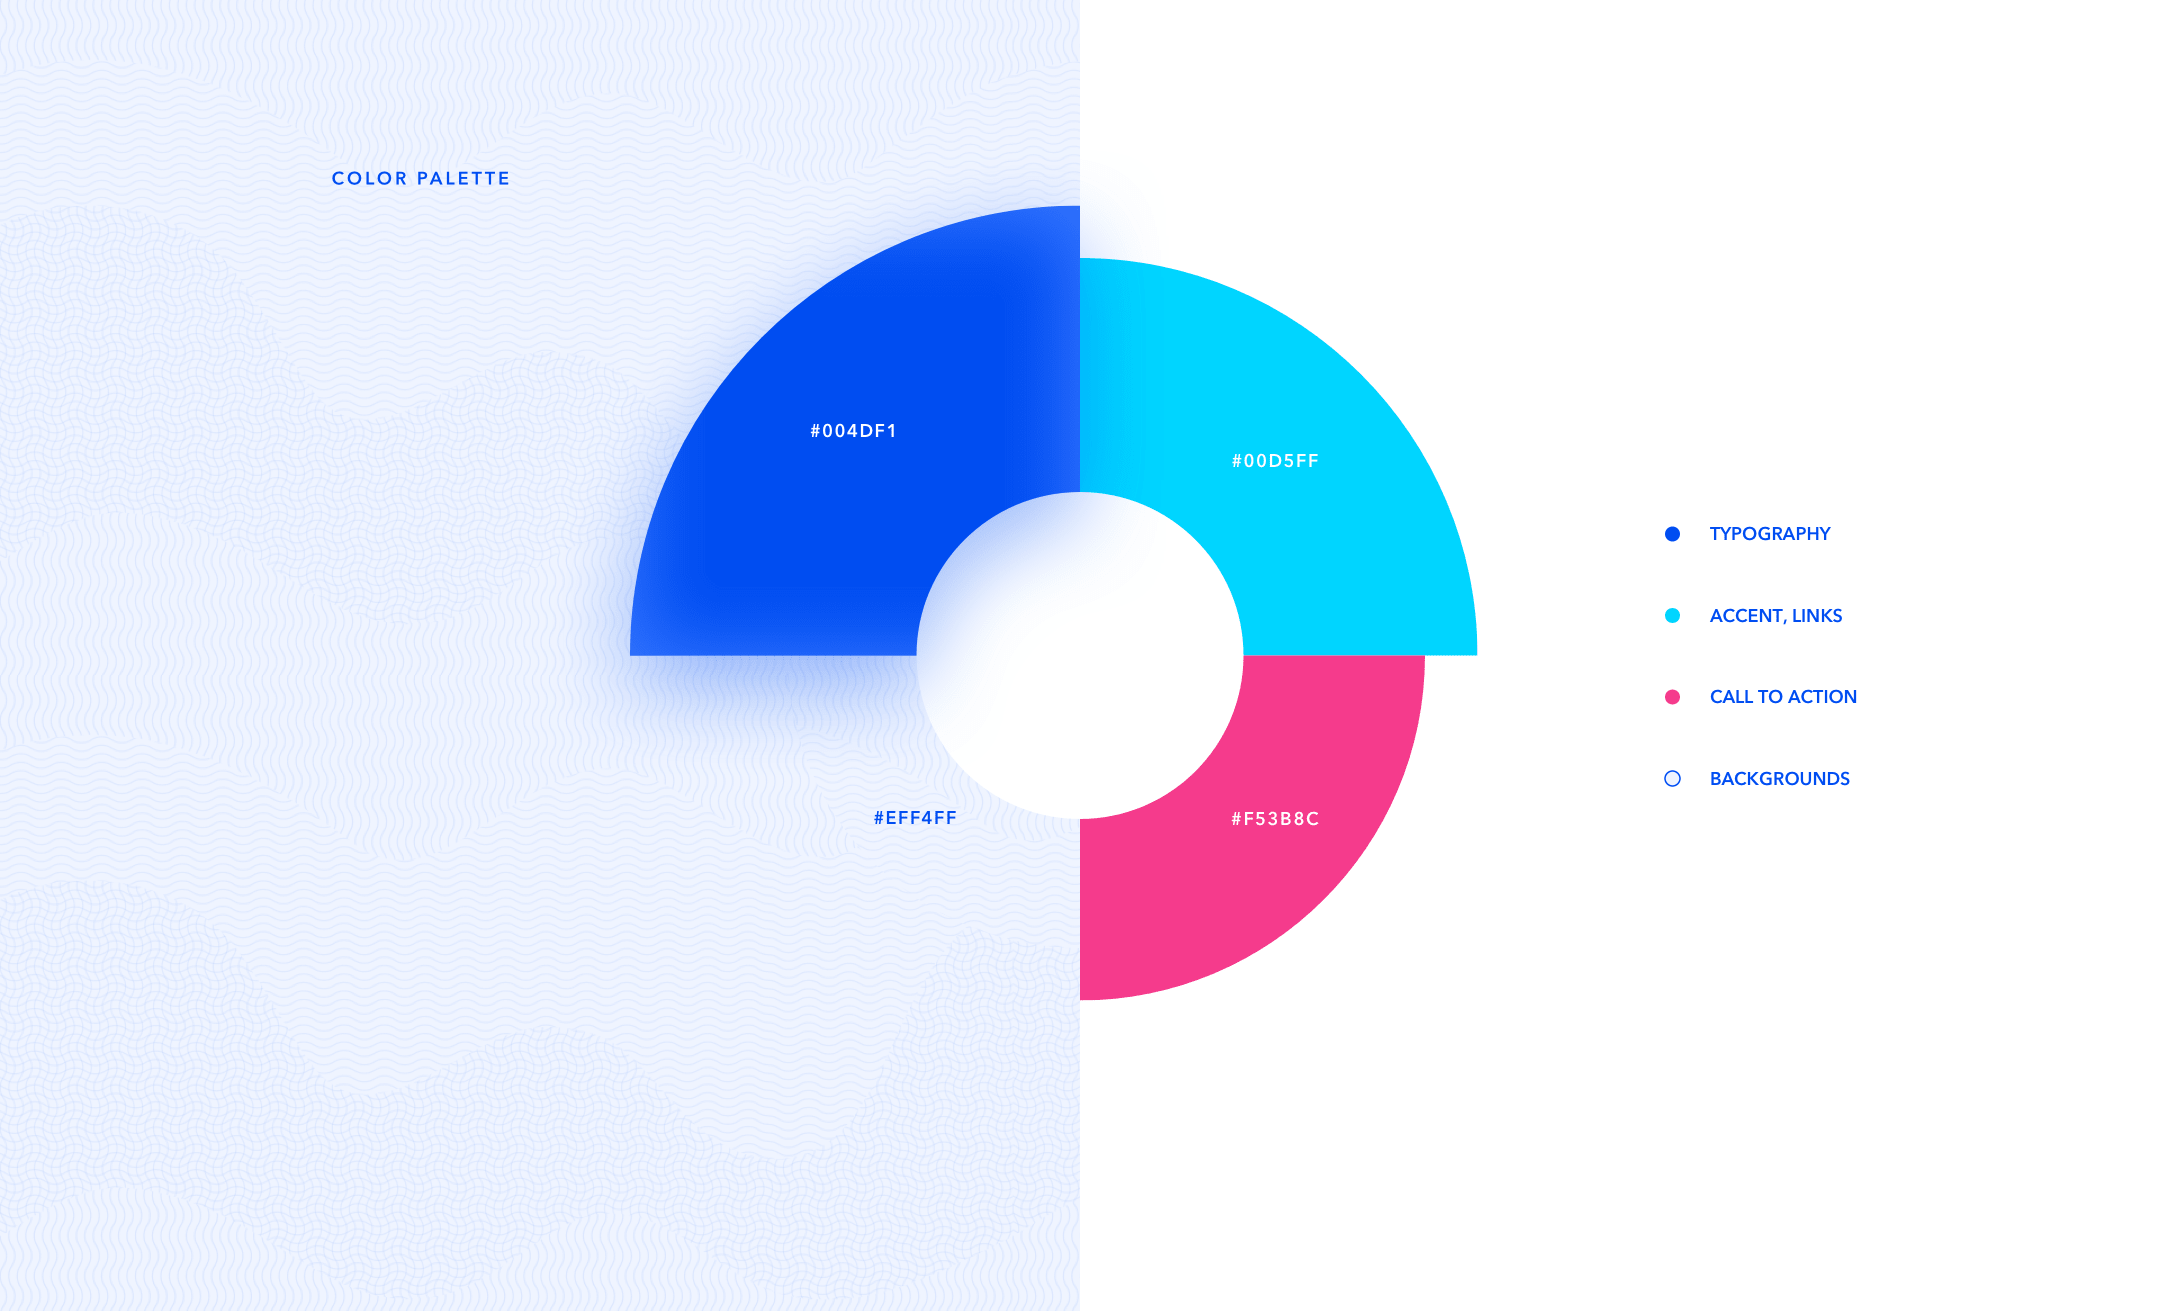 COLOR PALETTE
#004DF1
#00D5FF
#EFF4FF
#F53B8C
TYPOGRAPHY
ACCENT, LINKS
CALL TO ACTION
BACKGROUNDS